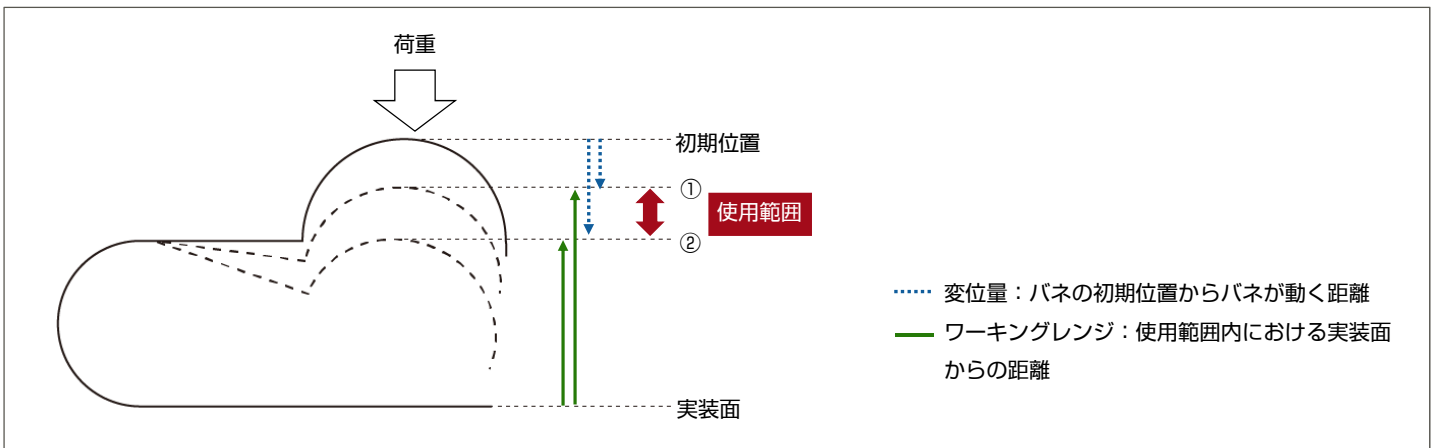 荷重
初期位置
①
使用範囲
②
変位量：バネの初期位置からバネが動く距離
ワーキングレンジ：使用範囲内における実装面
からの距離
実装面